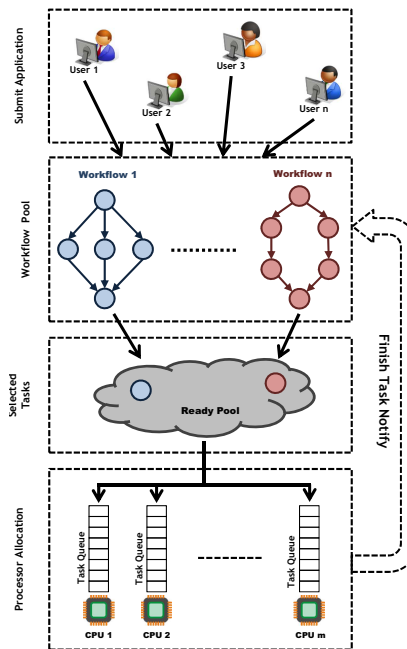 Submit Application
User 1
User 2
User 3
User n
Workflow Pool
Workflow 1
Workflow n
Selected
Tasks
Ready Pool
Finish Task Notify
Processor Allocation
Task Queue
Task Queue
Task Queue
CPU 1
CPU 2
CPU m